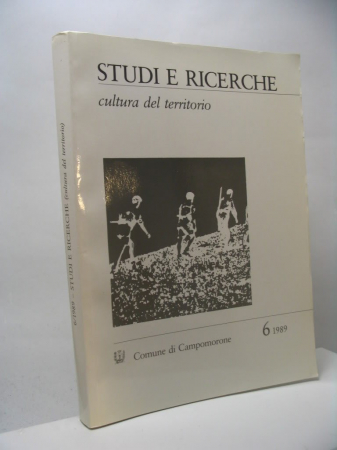 STUDI E RICERCHE
cultura del territorio
Comune di Campomorone
6 1989
6-1989 - STUDI E RICERCHE (cultura del territorio)